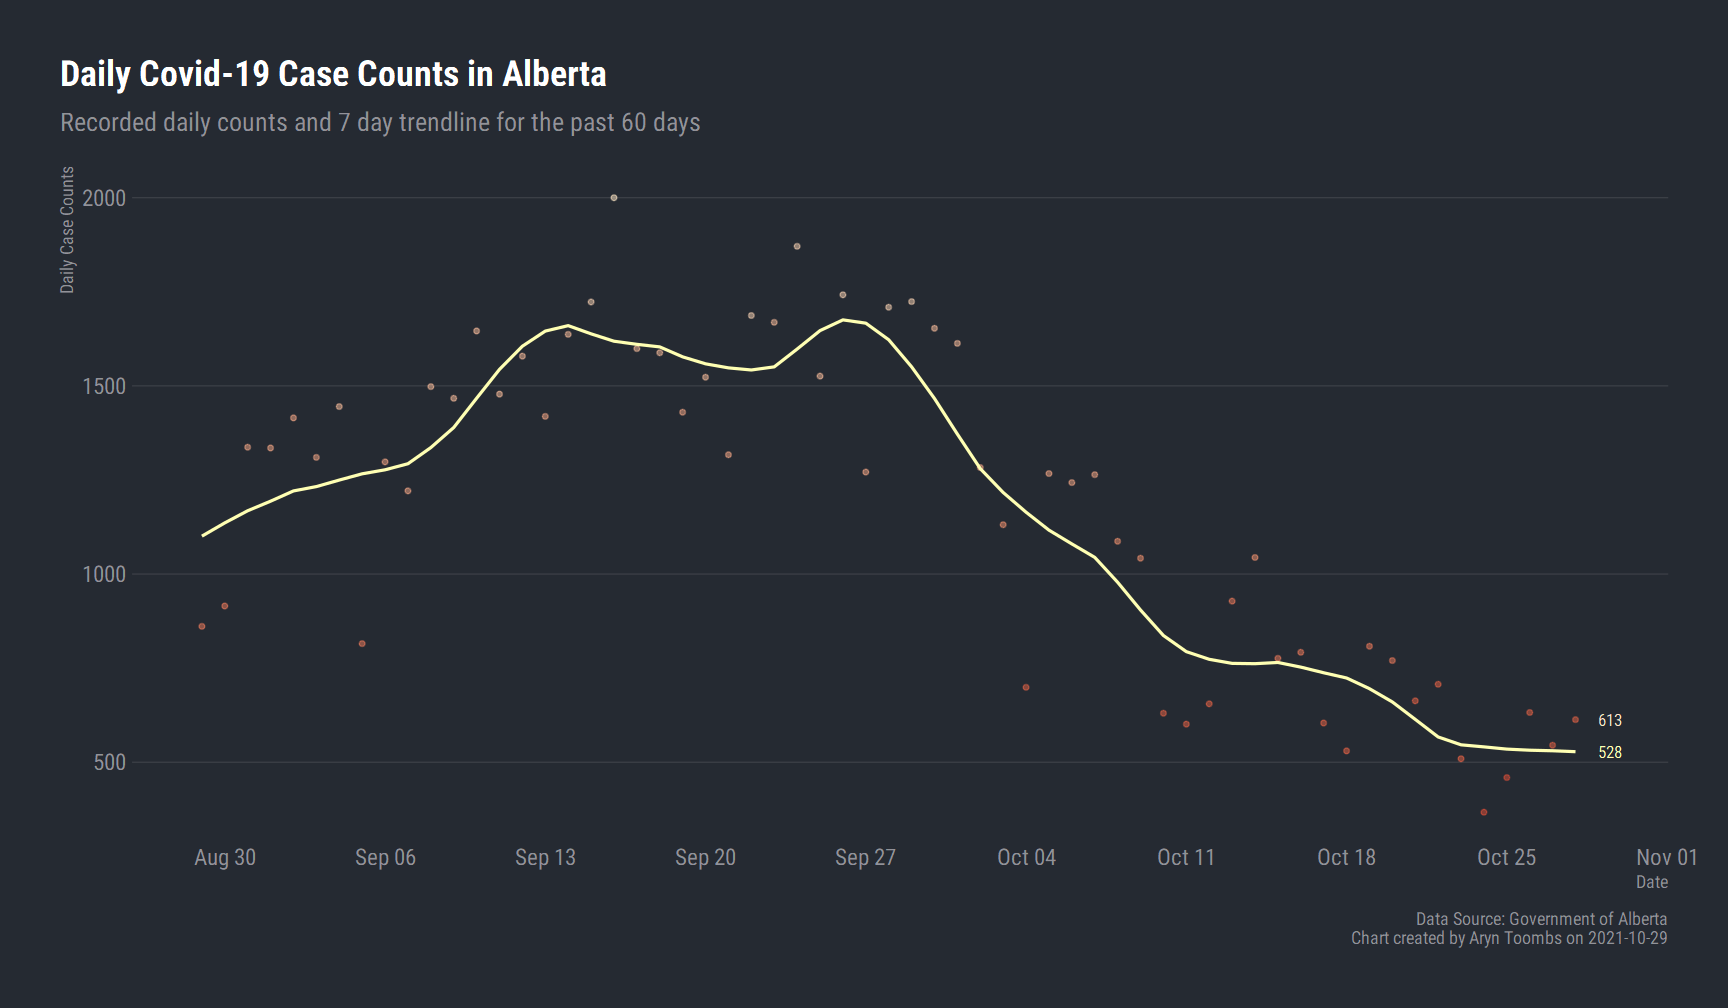 Daily Covid-19 Case Counts in Alberta
Recorded daily counts and 7 day trendline for the past 60 days
Daily Case Counts
2000
1500
1000
500
613
528
Aug 30
Sep 06
Sep 13
Sep 20
Sep 27
Oct 04
Oct 11
Oct 18
Oct 25
Nov 01
Date
Data Source: Government of Alberta
Chart created by Aryn Toombs on 2021-10-29